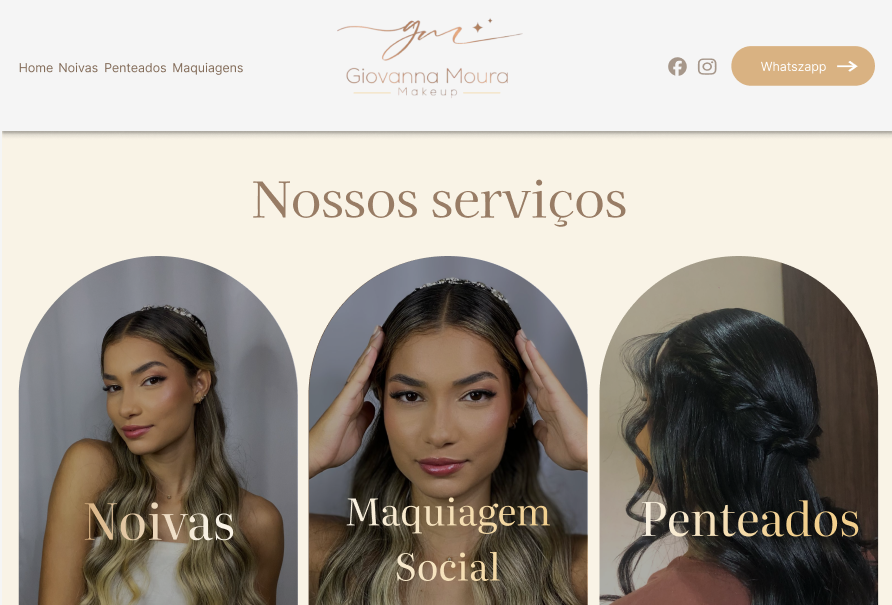 gm
Giovanna Moura
Makeup
Home Noivas Penteados Maquiagens
Whatszapp
Nossos serviços
Noivas
Maquiagem
Social
Penteados